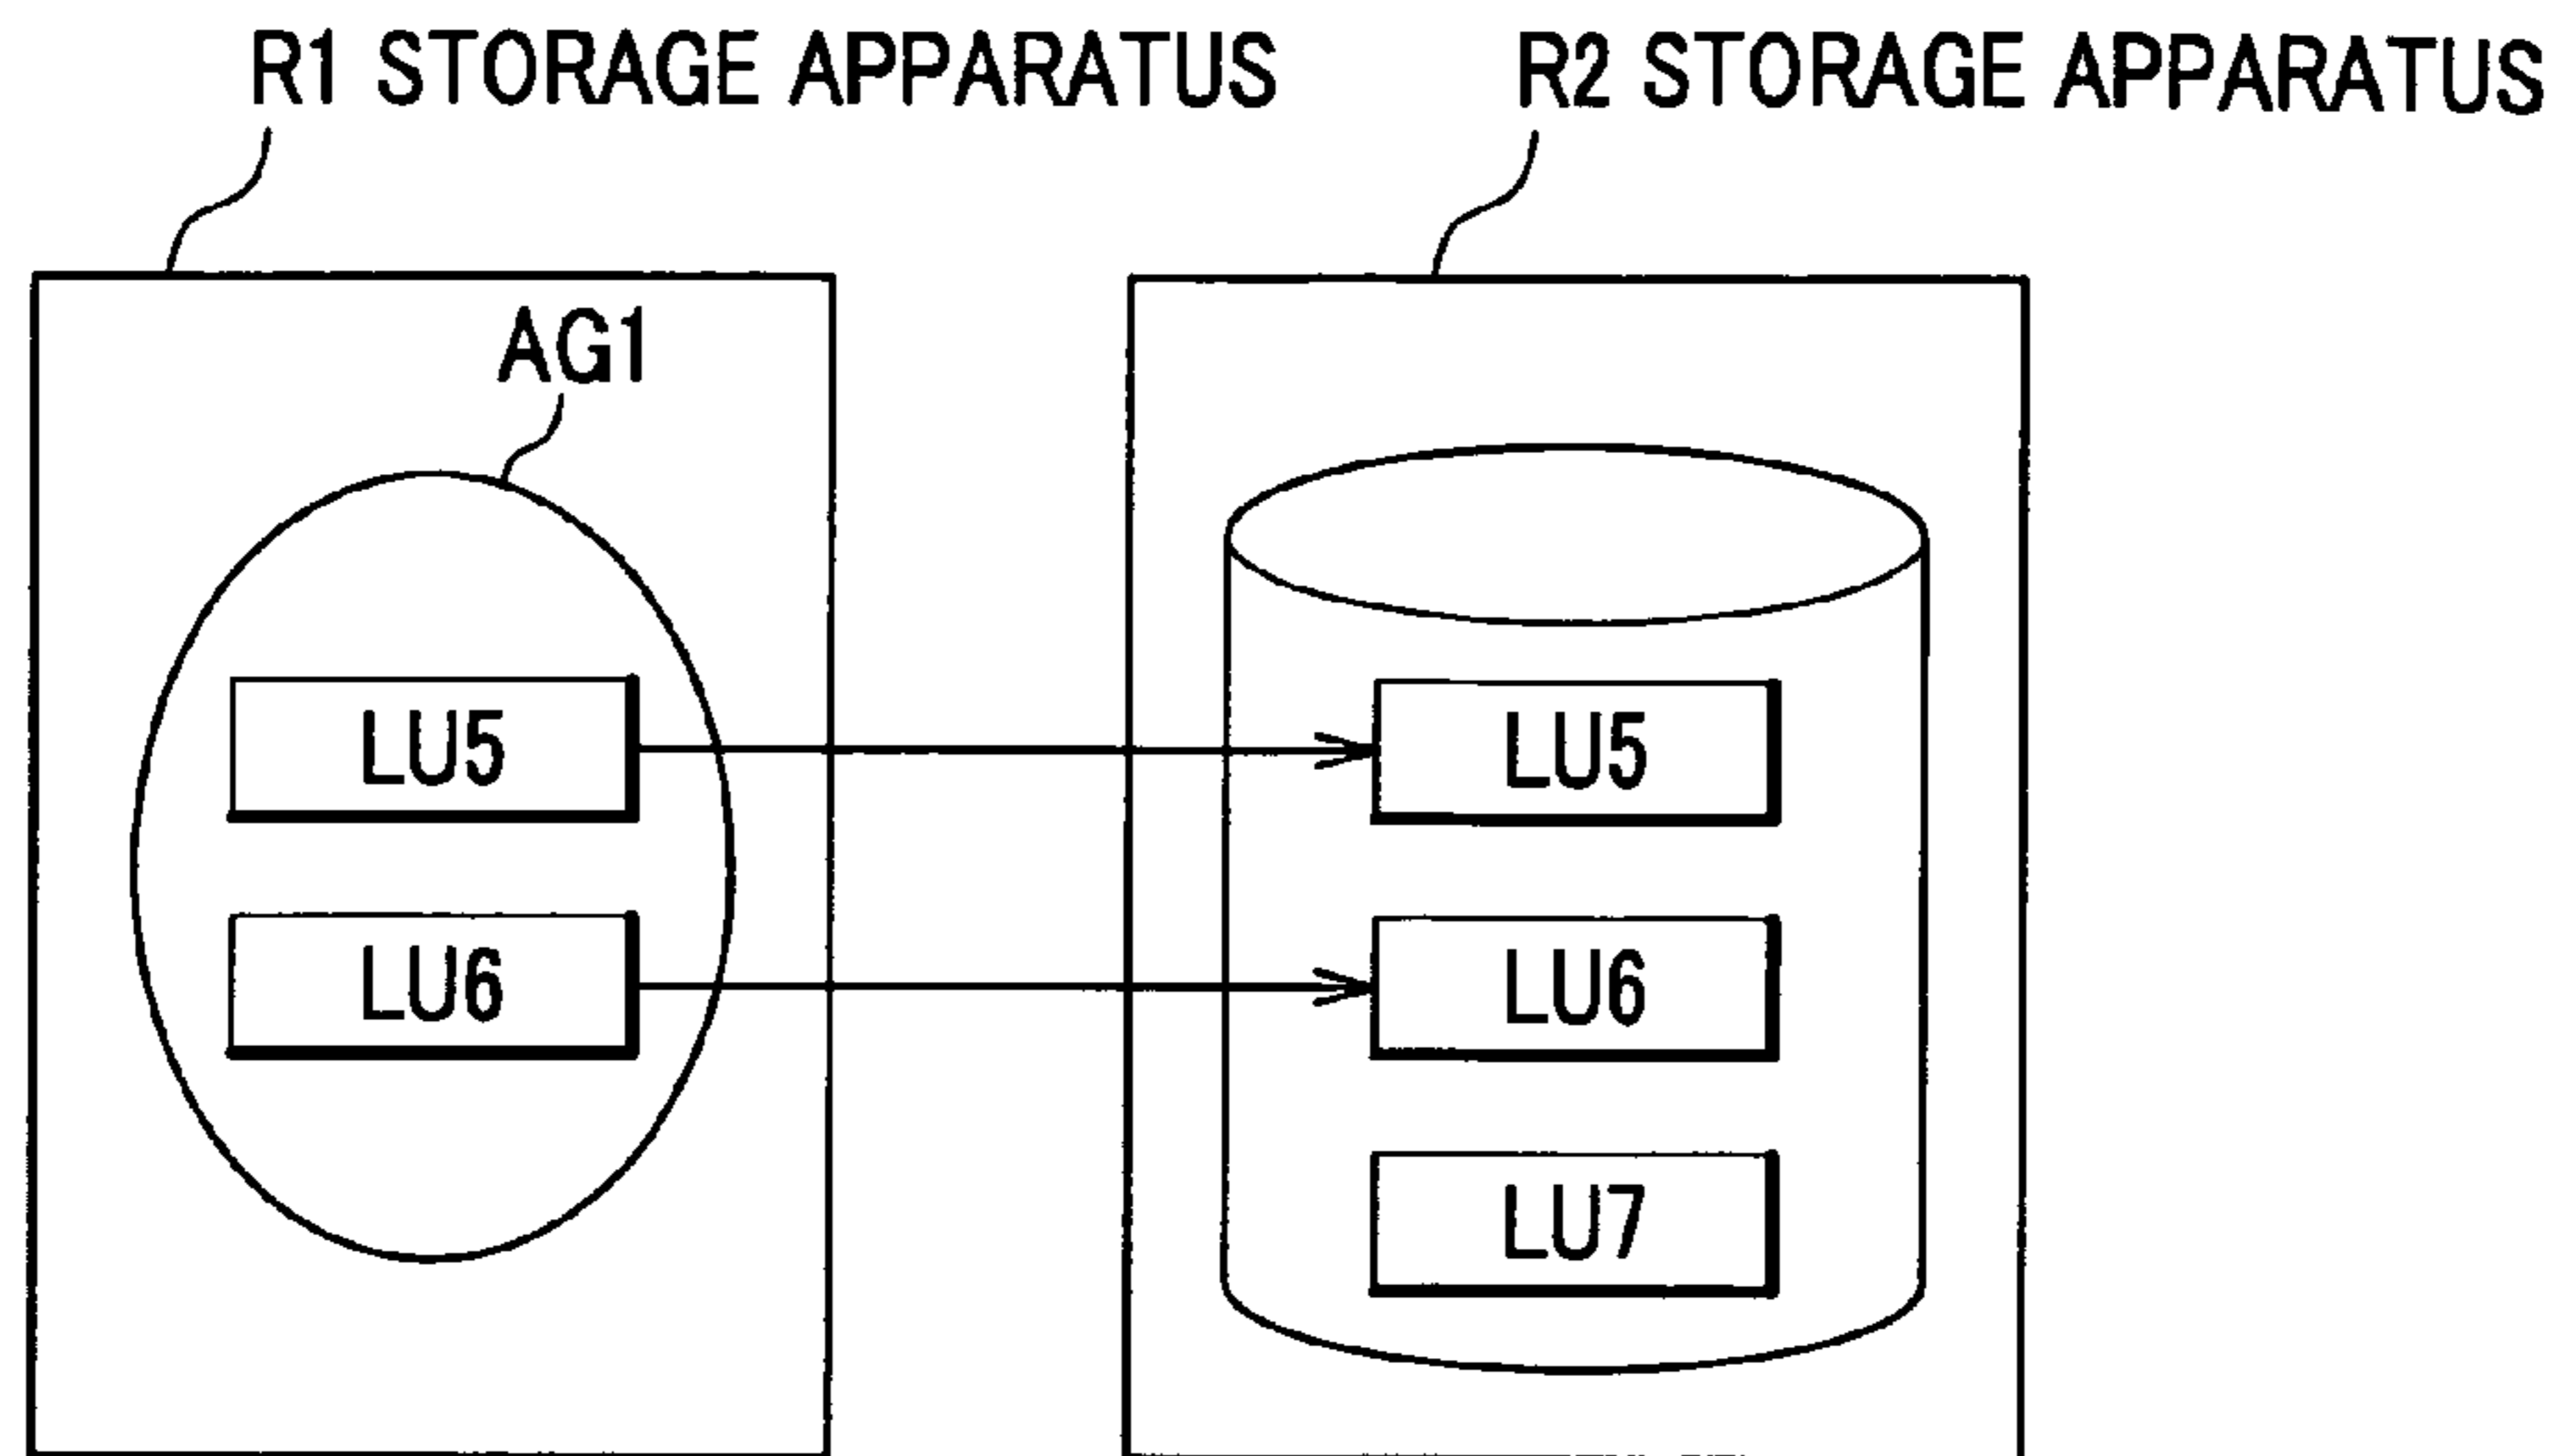 R1 STORAGE APPARATUS
R2 STORAGE APPARATUS
AG1
LU5
LU5
LU6
LU6
LU7